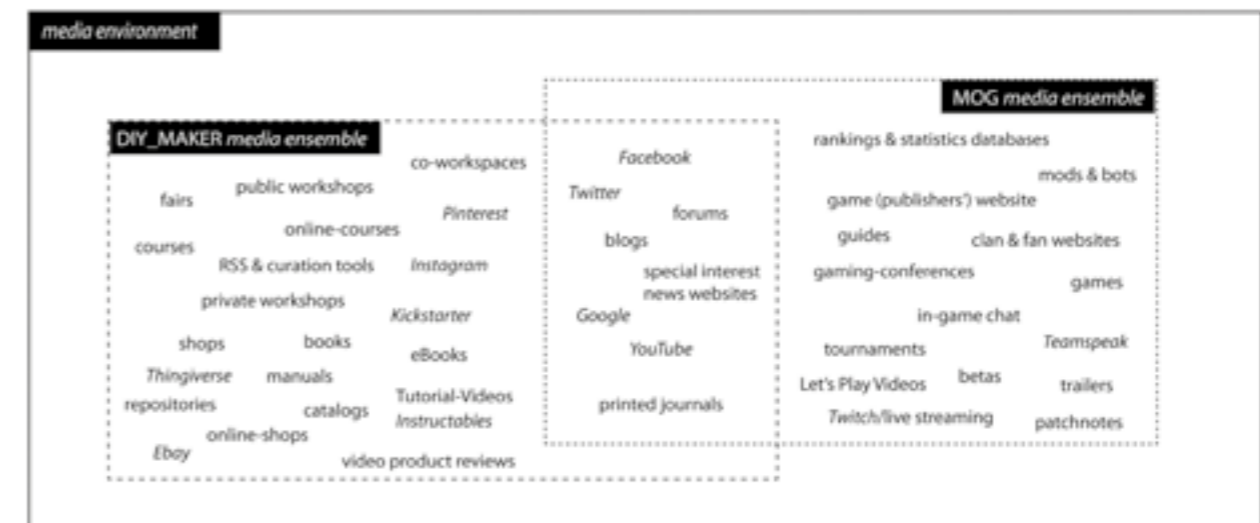 media environment
MOG media ensemble
DIY_MAKER media ensemble
co-workspaces
public workshops
fairs
Pinterest
online-courses
courses
RSS & curation tools
Instagram
private workshops
Kickstarter
shops
books
eBooks
Thingiverse
manuals
Tutorial-Videos
repositories
catalogs
Instructables
online-shops
Ebay
video product reviews
Facebook
Twitter
forums
blogs
special interest
news websites
Google
YouTube
printed journals
rankings & statistics databases
mods & bots
game (publishers') website
guides
clan & fan websites
gaming-conferences
games
in-game chat
Teamspeak
tournaments
Let's Play Videos
betas
trailers
Twitch/live streaming
patchnotes